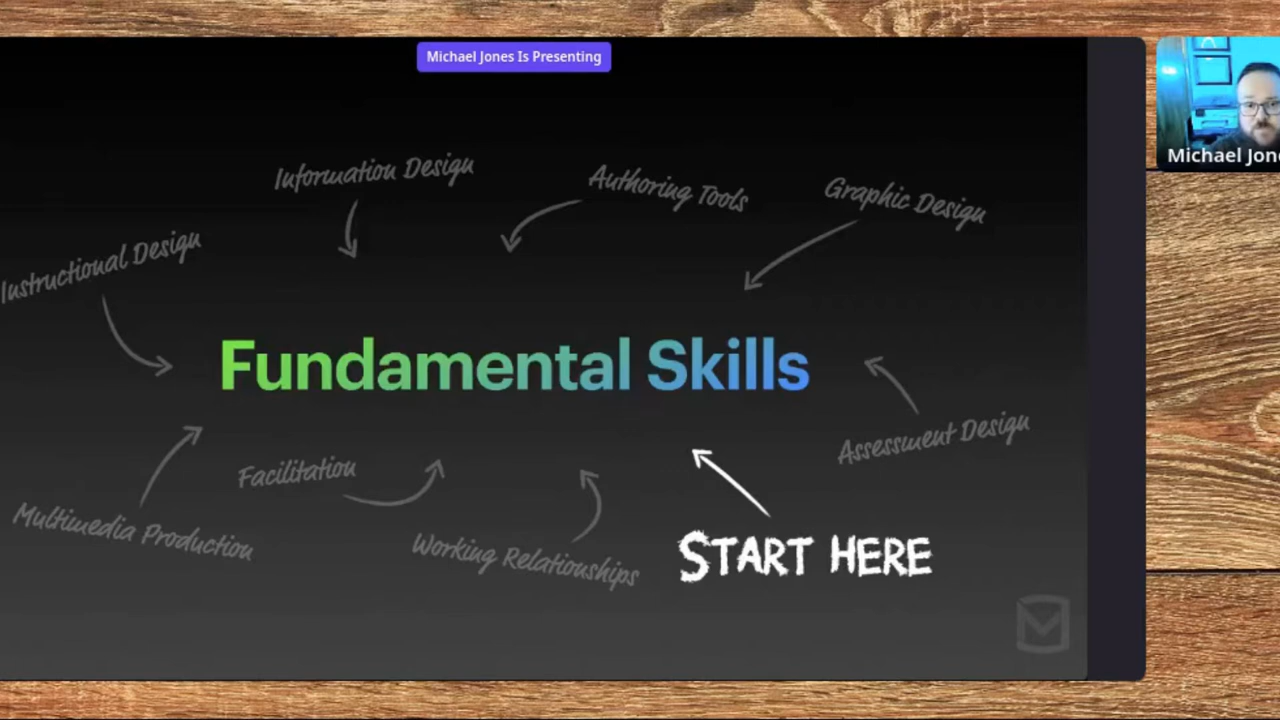 Michael Jones Is Presenting
Michael Jon
Information Design
Authoring Tools
Graphic Design
Instructional Design
Fundamental Skills
Assessment Design
Facilitation
Multimedia Production
Working Relationships
START HERE